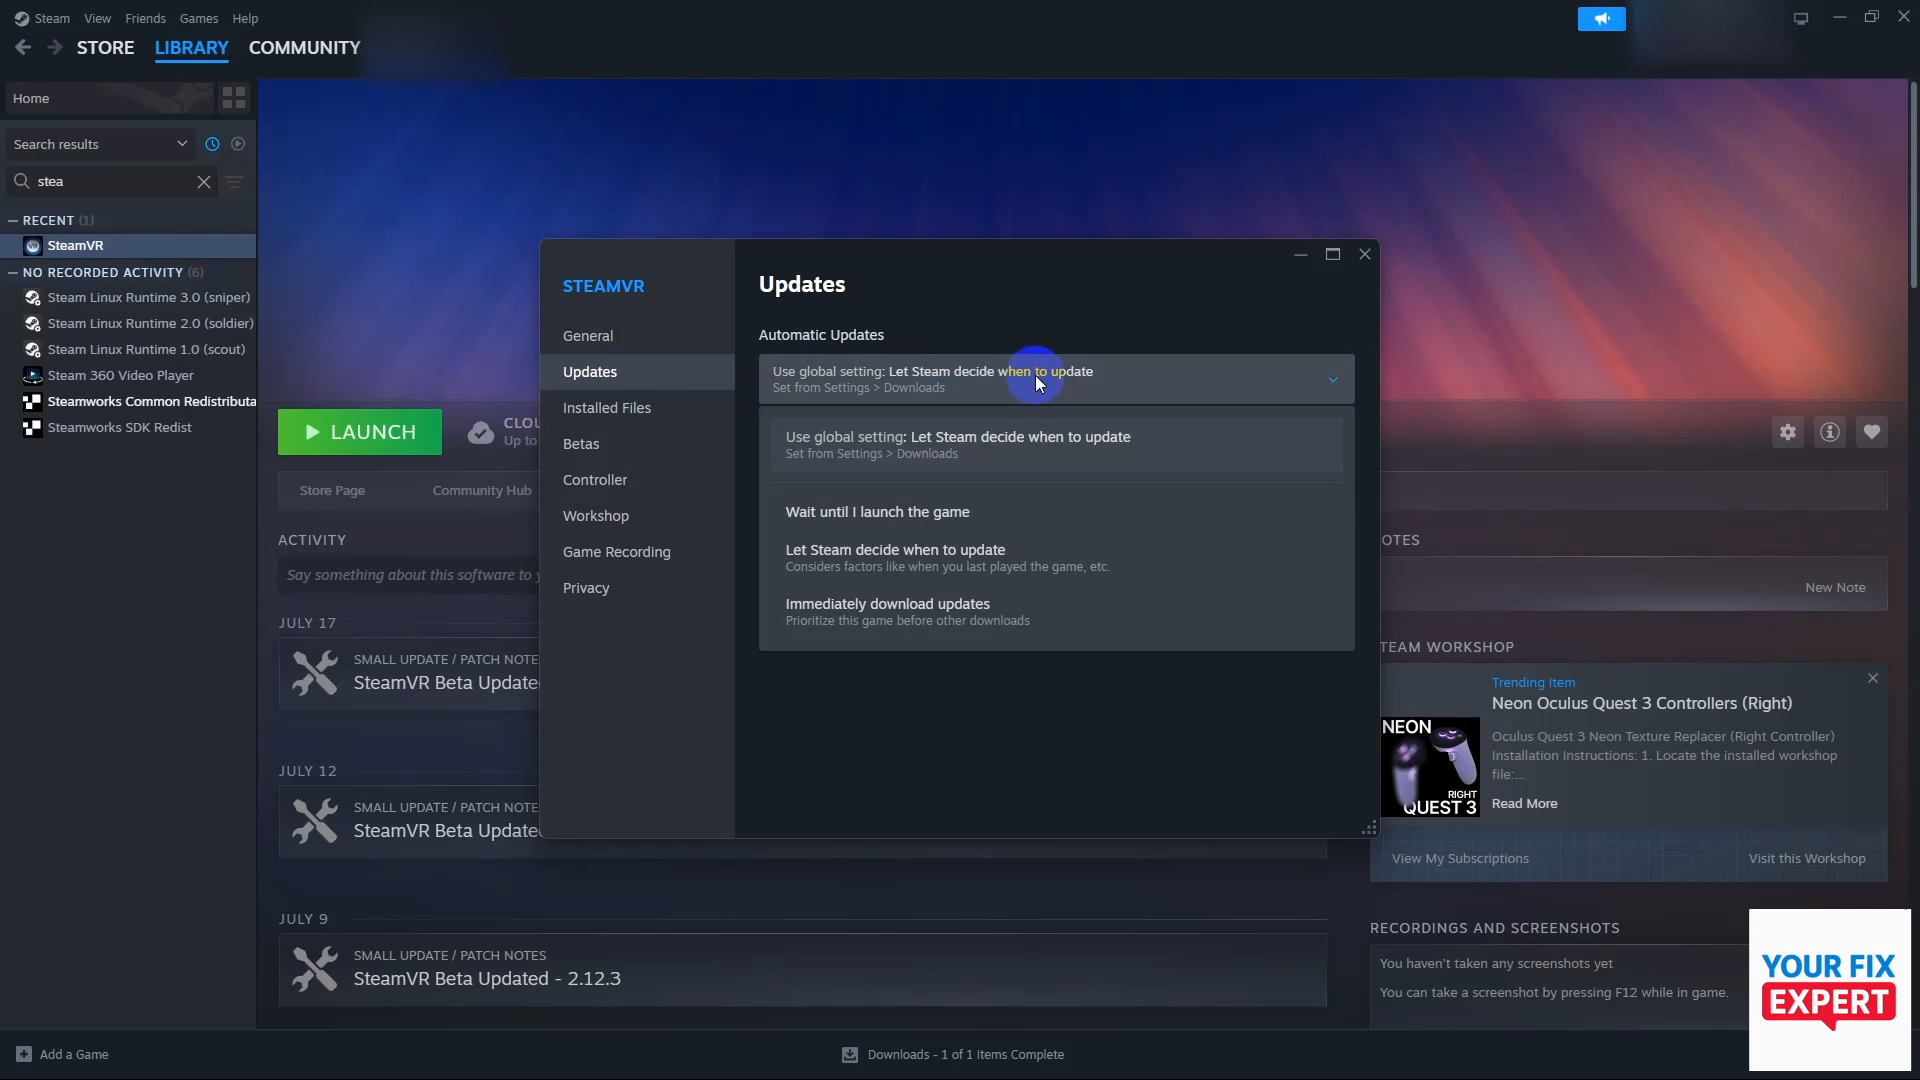 Steam View Friends Games Help
STORE LIBRARY COMMUNITY
Home
Search results
stea
RECENT (1)
SteamVR
NO RECORDED ACTIVITY (6)
Steam Linux Runtime 3.0 (sniper)
Steam Linux Runtime 2.0 (soldier)
Steam Linux Runtime 1.0 (scout)
Steam 360 Video Player
Steamworks Common Redistributa
Steamworks SDK Redist
LAUNCH
CLOU
Up to
Store Page
Community Hub
ACTIVITY
Say something about this software to y
JULY 17
SMALL UPDATE / PATCH NOTE
SteamVR Beta Update
JULY 12
SMALL UPDATE / PATCH NOTE
SteamVR Beta Update
JULY 9
SMALL UPDATE / PATCH NOTES
SteamVR Beta Updated - 2.12.3
STEAMVR
General
Updates
Installed Files
Betas
Controller
Workshop
Game Recording
Privacy
Updates
Automatic Updates
Use global setting: Let Steam decide when to update
Set from Settings > Downloads
Use global setting: Let Steam decide when to update
Set from Settings > Downloads
Wait until I launch the game
Let Steam decide when to update
Considers factors like when you last played the game, etc.
Immediately download updates
Prioritize this game before other downloads
OTES
New Note
TEAM WORKSHOP
Trending Item
Neon Oculus Quest 3 Controllers (Right)
Oculus Quest 3 Neon Texture Replacer (Right Controller)
Installation Instructions: 1. Locate the installed workshop
file:...
Read More
NEON
RIGHT
QUEST 3
View My Subscriptions
Visit this Workshop
RECORDINGS AND SCREENSHOTS
You haven't taken any screenshots yet
You can take a screenshot by pressing F12 while in game.
YOUR FIX
EXPERT
Add a Game
Downloads - 1 of 1 Items Complete